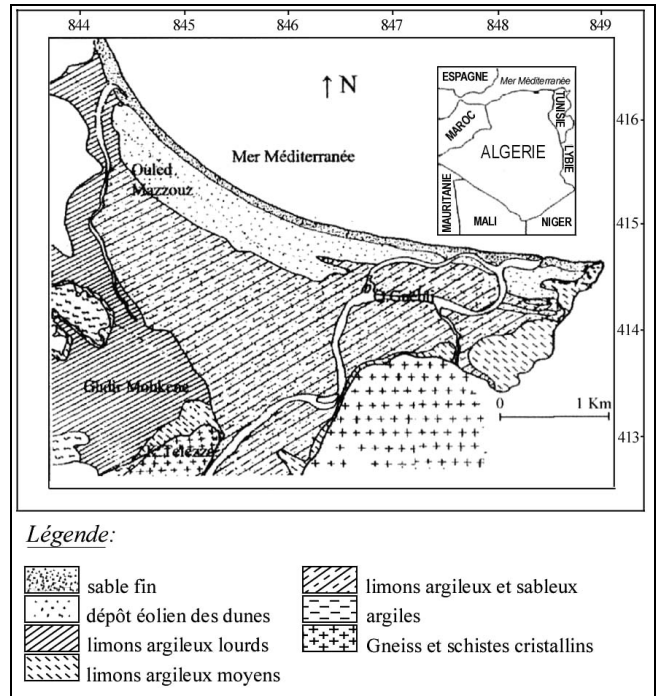 844 845 846 847 848 849
↑ N
ESPAGNE
Mer Méditerranée
TUNISIE
MAROC
ALGERIE
LYBIE
MAURITANIE
MALI
NIGER
416
Mer Méditerranée
Ouled
Mazzouz
415
414
Ghdir Mohkene
0 1 Km
413
Légende:
sable fin
dépôt éolien des dunes
limons argileux lourds
limons argileux moyens
limons argileux et sableux
argiles
Gneiss et schistes cristallins